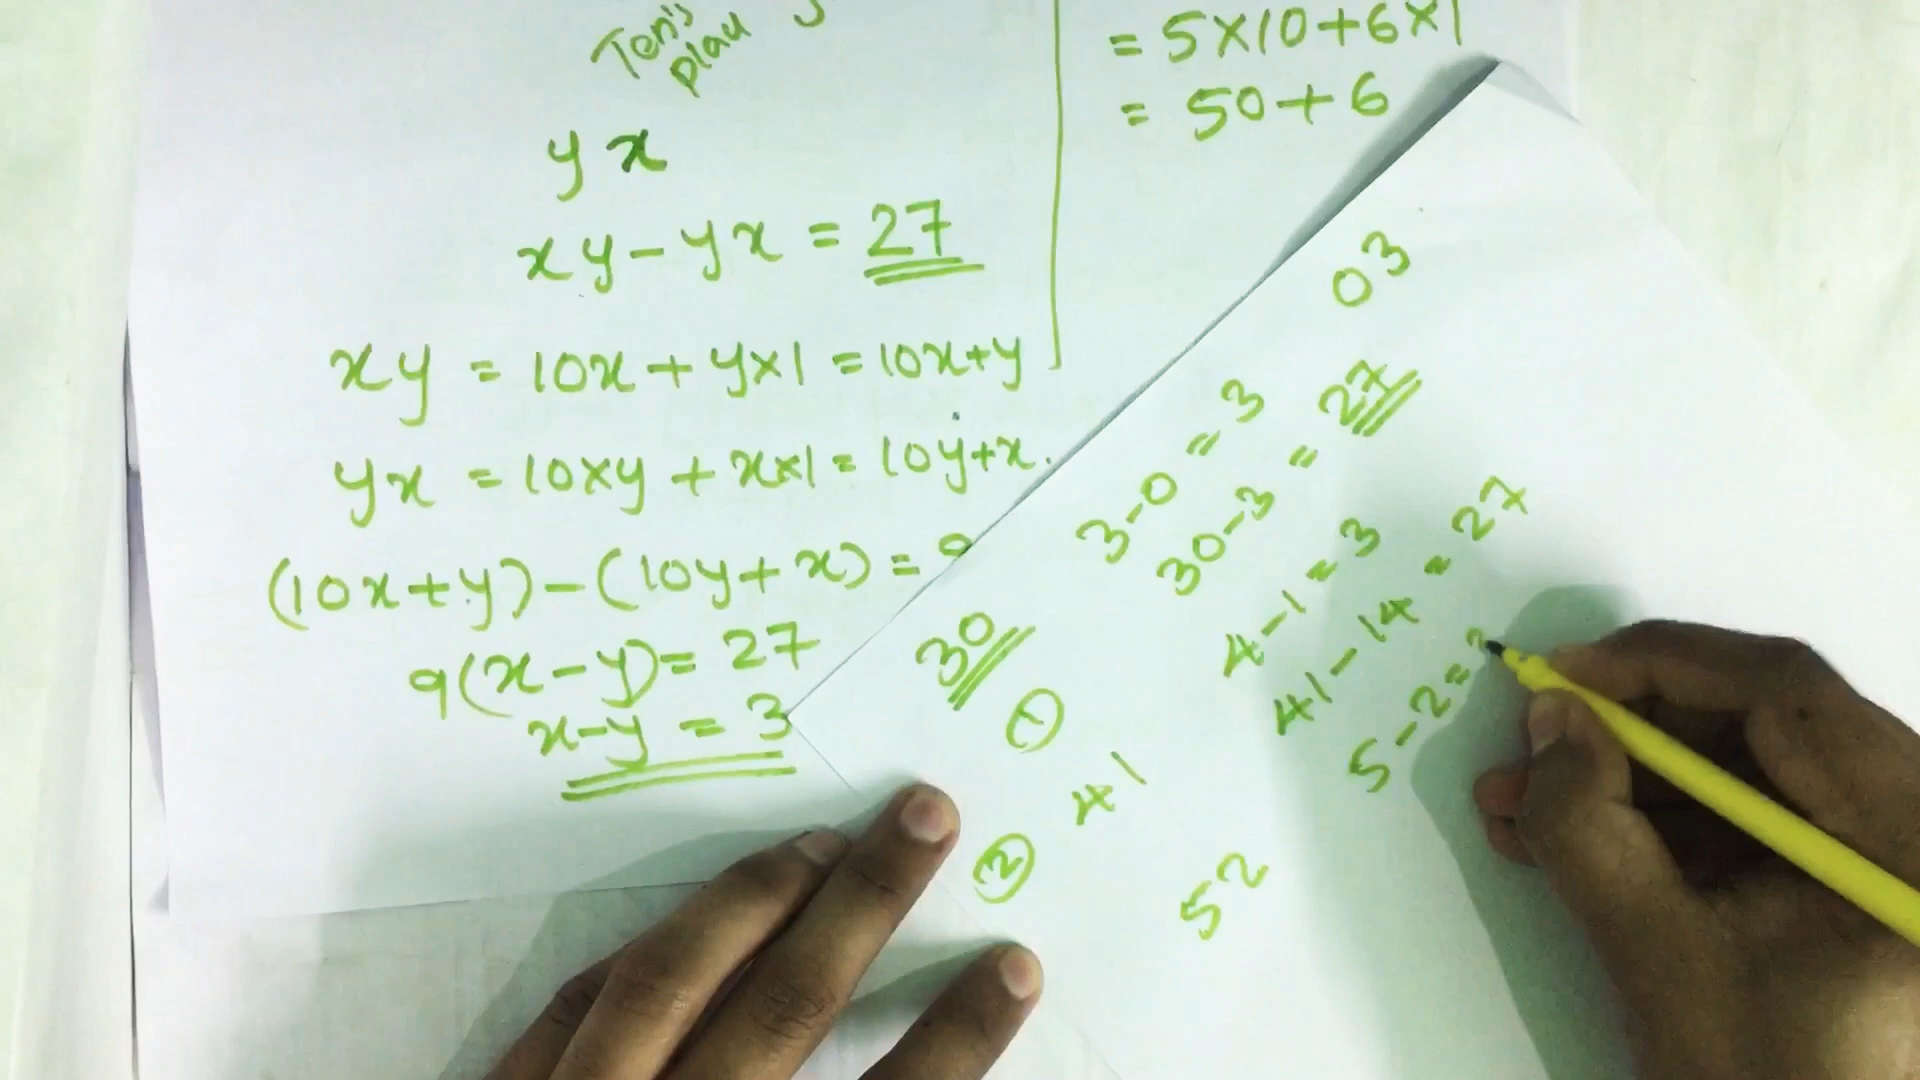 Ten's
plau
y x
xy - yx = 27
xy = 10x + y×1 = 10x+y
yx = 10×y + x×1 = 10y+x.
(10x+y) - (10y+x) =
9(x-y) = 27
x-y = 3
= 5×10+6×1
= 50+6
03
3-0 = 3
30-3 = 27
4-1 = 3
41-14 = 27
5-2 =
30
1
41
2
52